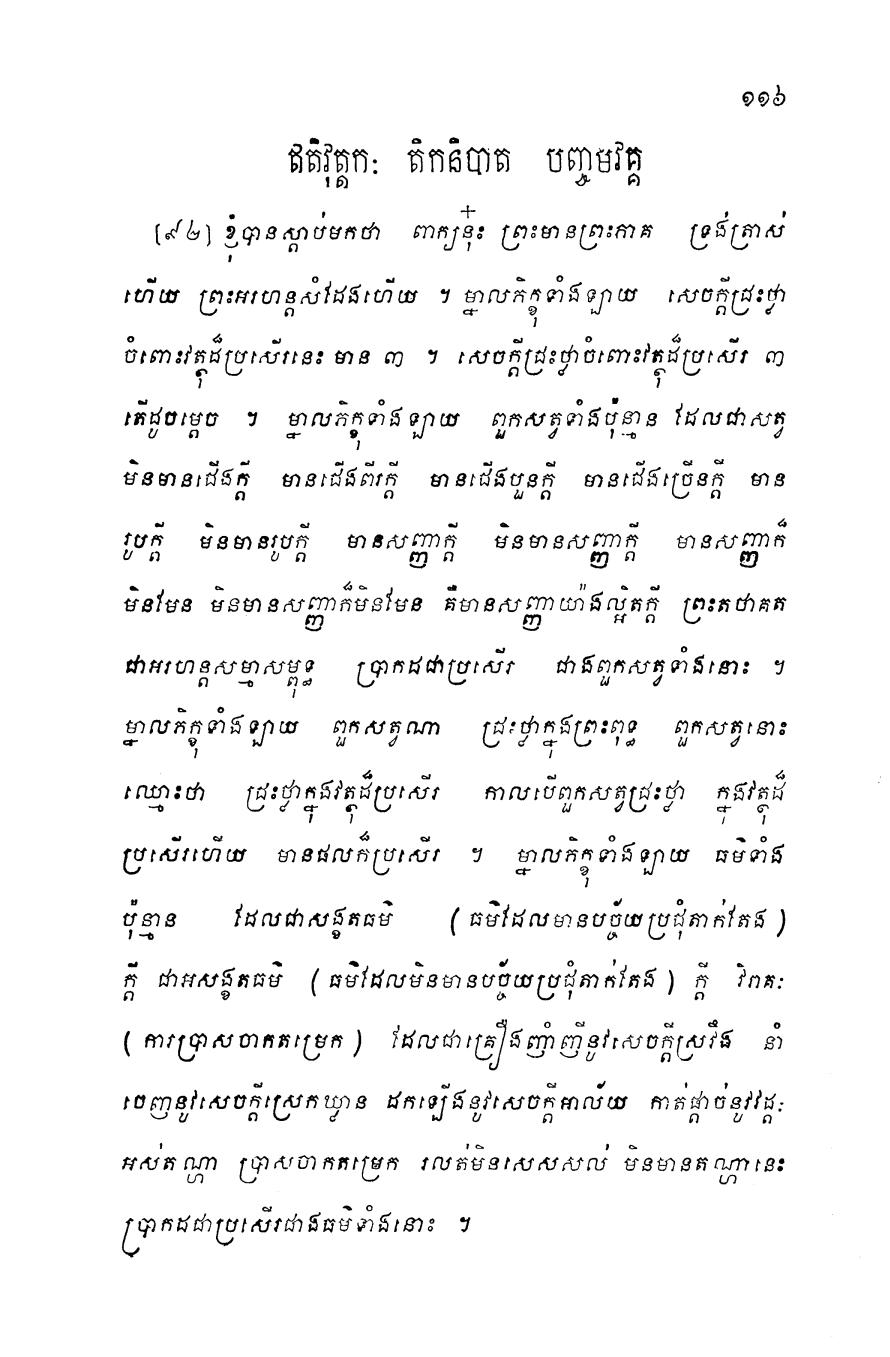 ១១៦
ឥតិវុត្តក: តិកនិបាត បញ្ចមវគ្គ
[៩៤] ខ្ញុំបានស្តាប់មកថា ពាក្យនុ៎ះ ព្រះមានព្រះភាគ ទ្រង់ត្រាស់
ហើយ ព្រះអរហន្តសំដែងហើយ ។ ម្នាលភិក្ខុទាំងឡាយ សេចក្តីជ្រះថ្លា
ចំពោះវត្ថុដ៏ប្រសើរនេះ មាន ៣ ។ សេចក្តីជ្រះថ្លាចំពោះវត្ថុដ៏ប្រសើរ ៣
តើដូចម្តេច ។ ម្នាលភិក្ខុទាំងឡាយ ពួកសត្វទាំងប៉ុន្មាន ដែលជាសត្វ
មិនមានជើងក្តី មានជើងពីរក្តី មានជើងបួនក្តី មានជើងច្រើនក្តី មាន
រូបក្តី មិនមានរូបក្តី មានសញ្ញាក្តី មិនមានសញ្ញាក្តី មានសញ្ញាក៏
មិនមែន មិនមានសញ្ញាក៏មិនមែន គឺមានសញ្ញាយ៉ាងល្អិតក្តី ព្រះតថាគត
ជាអរហន្តសម្មាសម្ពុទ្ធ ប្រាកដជាប្រសើរ ជាងពួកសត្វទាំងនោះ ។
ម្នាលភិក្ខុទាំងឡាយ ពួកសត្វណា ជ្រះថ្លាក្នុងព្រះពុទ្ធ ពួកសត្វនោះ
ឈ្មោះថា ជ្រះថ្លាក្នុងវត្ថុដ៏ប្រសើរ កាលបើពួកសត្វជ្រះថ្លា ក្នុងវត្ថុដ៏
ប្រសើរហើយ មានផលក៏ប្រសើរ ។ ម្នាលភិក្ខុទាំងឡាយ ធម៌ទាំង
ប៉ុន្មាន ដែលជាសង្ខតធម៌ (ធម៌ដែលមានបច្ច័យប្រជុំតាក់តែង)
ក្តី ជាអសង្ខតធម៌ (ធម៌ដែលមិនមានបច្ច័យប្រជុំតាក់តែង) ក្តី វិរាគ:
(ការប្រាសចាកតម្រេក) ដែលជាគ្រឿងញាំញីនូវសេចក្តីស្រវឹង នាំ
ចេញនូវសេចក្តីស្រេកឃ្លាន ដកឡើងនូវសេចក្តីអាល័យ កាត់ផ្តាច់នូវវដ្ត:
អស់តណ្ហា ប្រាសចាកតម្រេក រលត់មិនសេសសល់ មិនមានតណ្ហានេះ
ប្រាកដជាប្រសើរជាងធម៌ទាំងនោះ ។